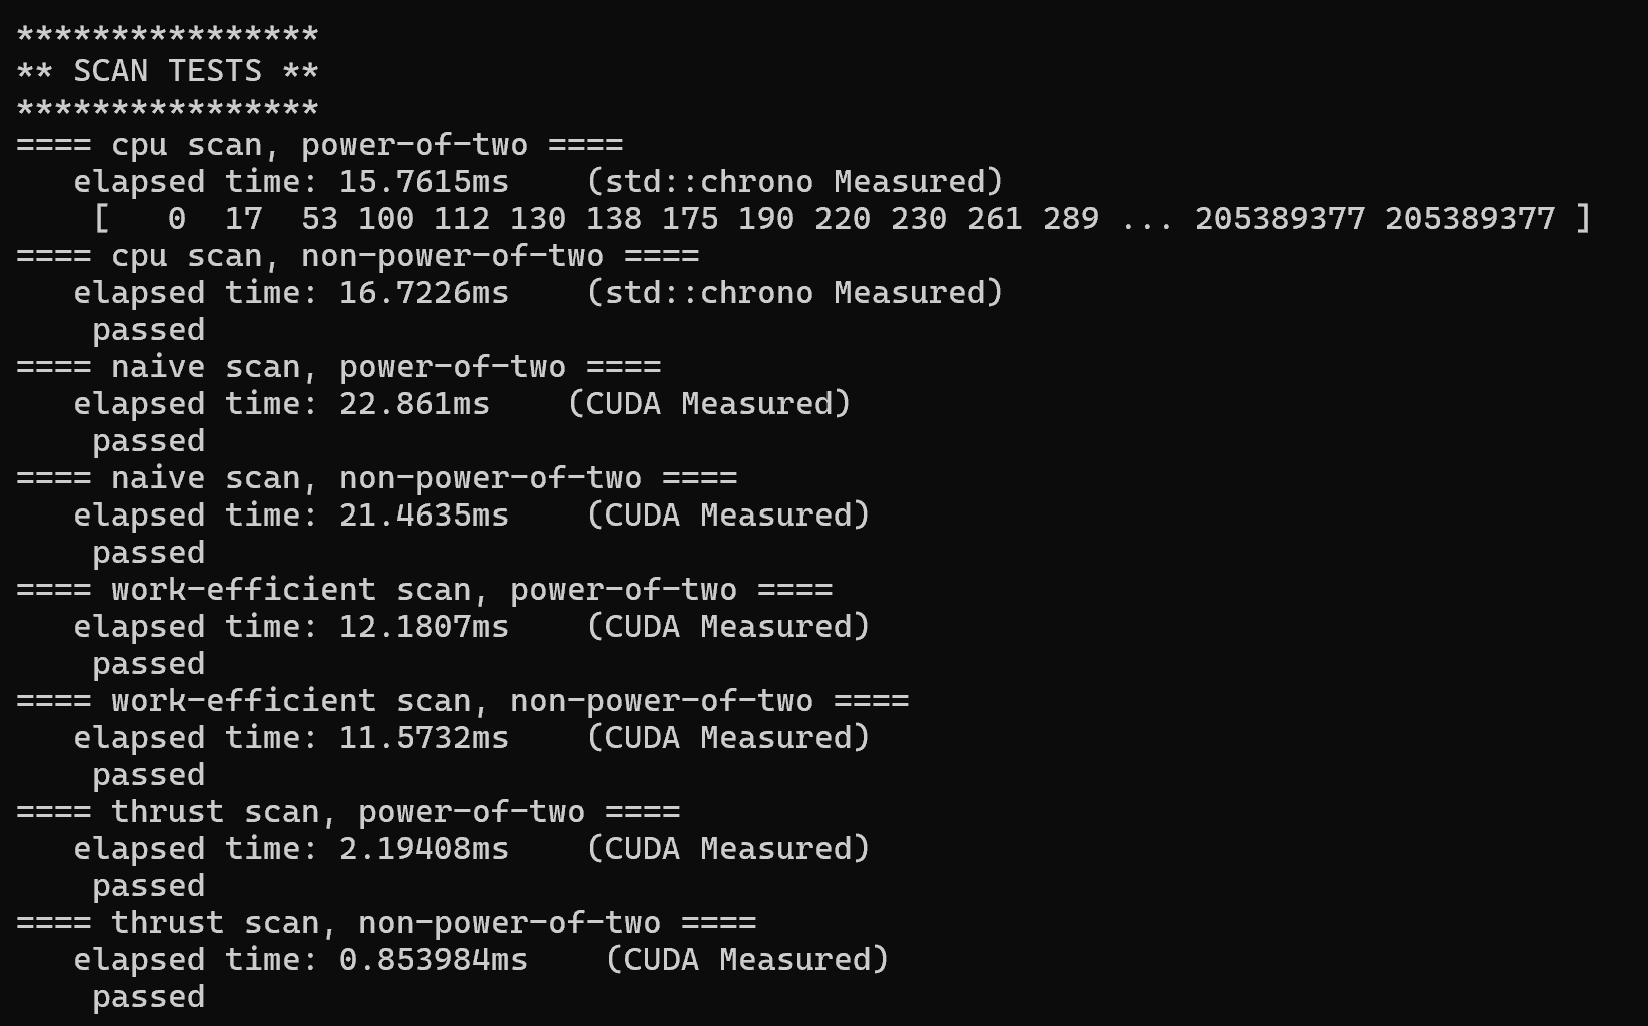 ****************
** SCAN TESTS **
****************
==== cpu scan, power-of-two ====
   elapsed time: 15.7615ms    (std::chrono Measured)
    [   0  17  53 100 112 130 138 175 190 220 230 261 289 ... 205389377 205389377 ]
==== cpu scan, non-power-of-two ====
   elapsed time: 16.7226ms    (std::chrono Measured)
    passed
==== naive scan, power-of-two ====
   elapsed time: 22.861ms    (CUDA Measured)
    passed
==== naive scan, non-power-of-two ====
   elapsed time: 21.4635ms    (CUDA Measured)
    passed
==== work-efficient scan, power-of-two ====
   elapsed time: 12.1807ms    (CUDA Measured)
    passed
==== work-efficient scan, non-power-of-two ====
   elapsed time: 11.5732ms    (CUDA Measured)
    passed
==== thrust scan, power-of-two ====
   elapsed time: 2.19408ms    (CUDA Measured)
    passed
==== thrust scan, non-power-of-two ====
   elapsed time: 0.853984ms    (CUDA Measured)
    passed